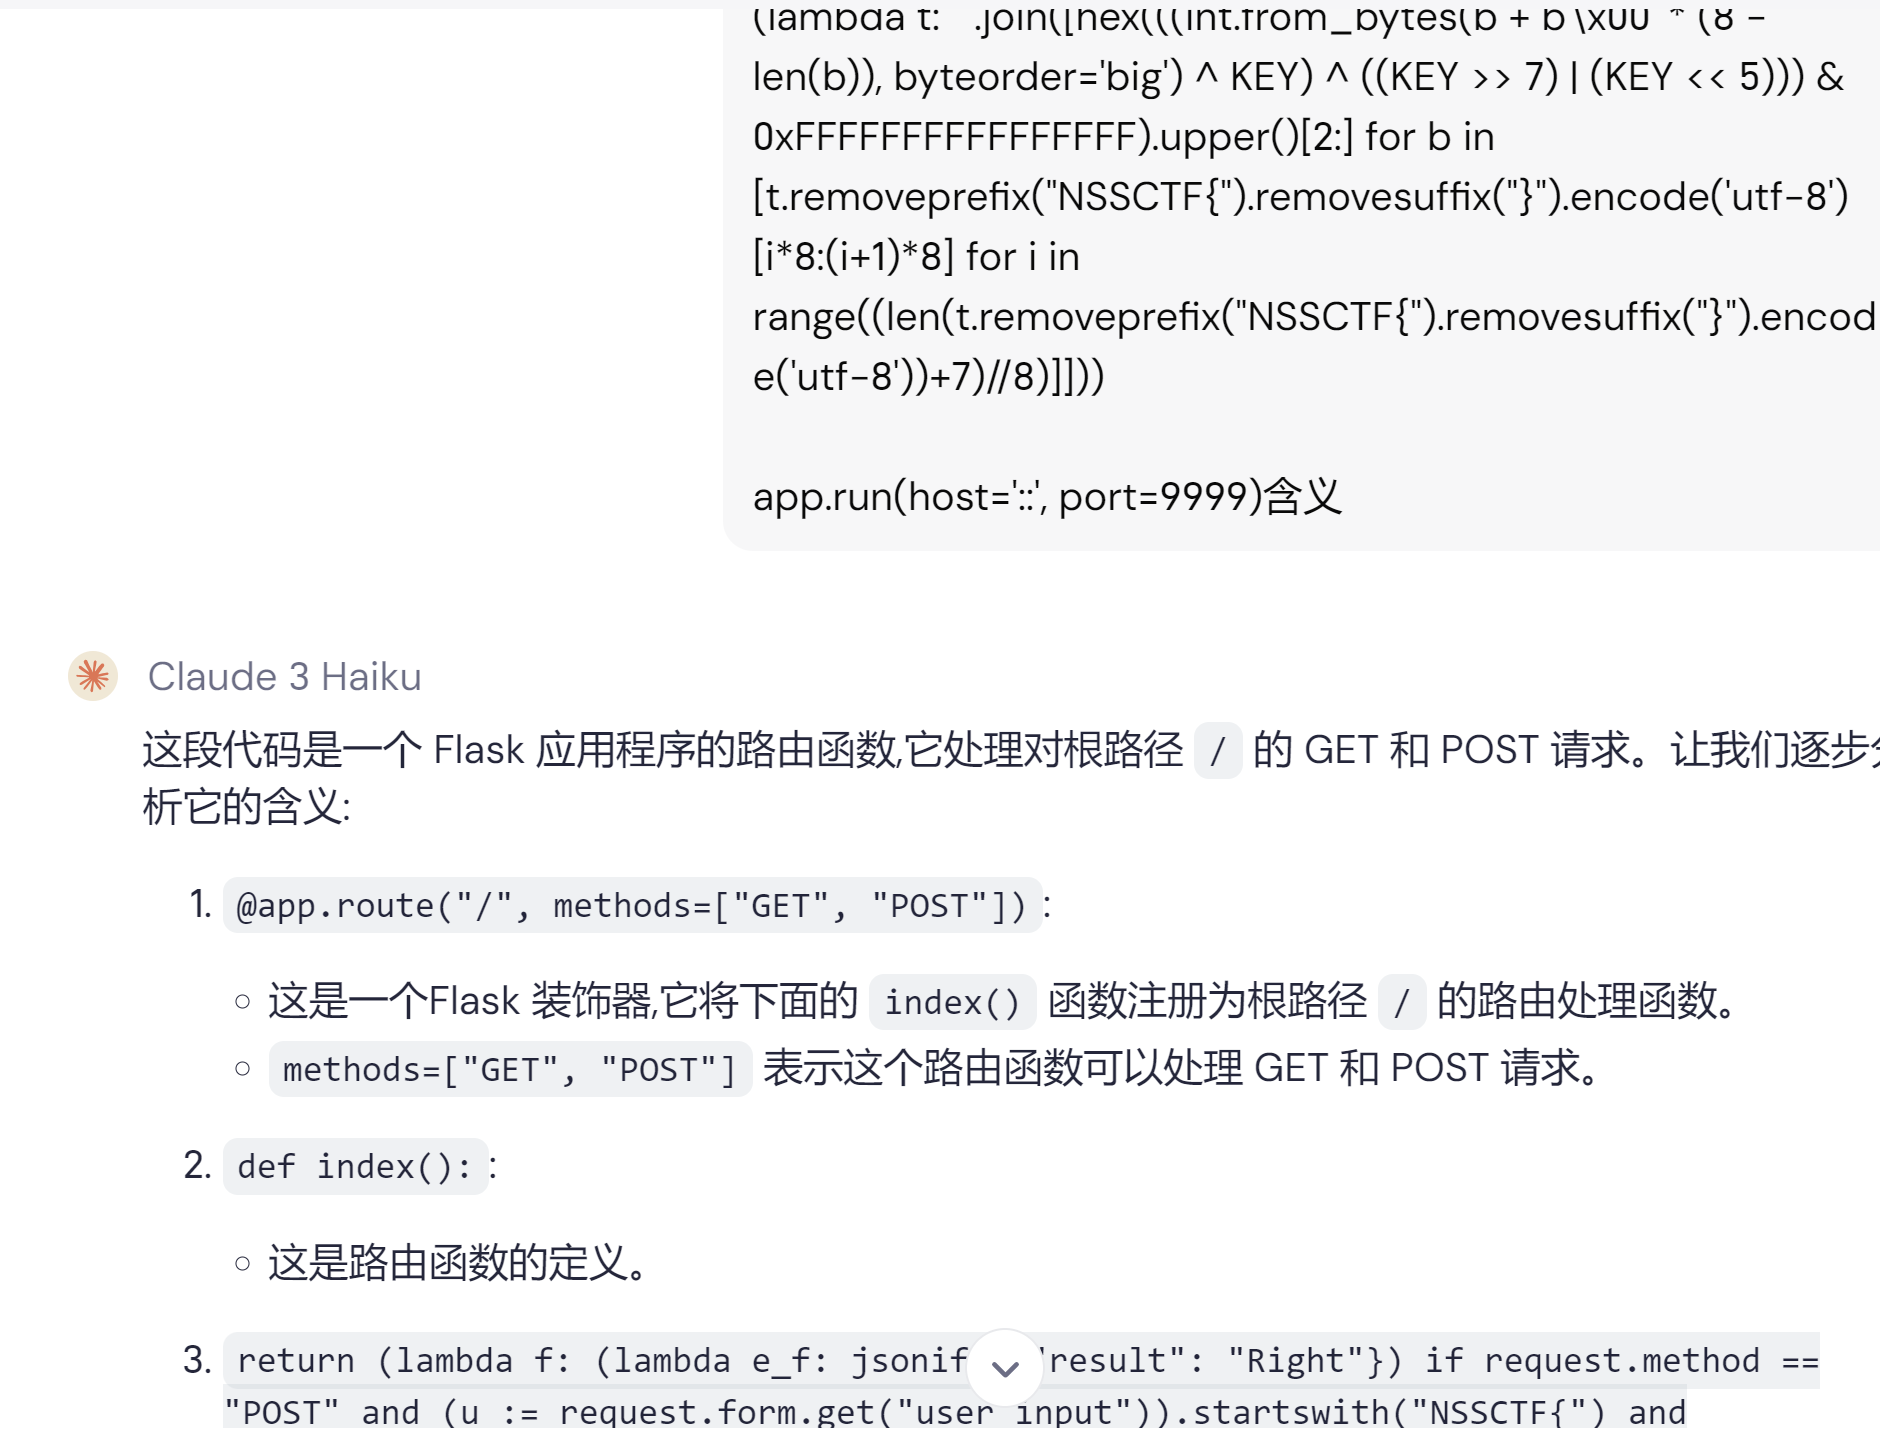 (lambda t: .join([hex(((int.from_bytes(b + b'\x00' * (8 -
len(b)), byteorder='big') ^ KEY) ^ ((KEY >> 7) | (KEY << 5))) &
0xFFFFFFFFFFFFFFFF).upper()[2:] for b in
[t.removeprefix("NSSCTF{").removesuffix("}").encode('utf-8')
[i*8:(i+1)*8] for i in
range((len(t.removeprefix("NSSCTF{").removesuffix("}").encod
e('utf-8'))+7)//8)]]))
app.run(host='::', port=9999)含义
Claude 3 Haiku
这段代码是一个 Flask 应用程序的路由函数,它处理对根路径 / 的 GET 和 POST 请求。让我们逐步分
析它的含义:
1. @app.route("/", methods=["GET", "POST"]):
○ 这是一个Flask 装饰器,它将下面的 index() 函数注册为根路径 / 的路由处理函数。
○ methods=["GET", "POST"] 表示这个路由函数可以处理 GET 和 POST 请求。
2. def index(): :
○ 这是路由函数的定义。
3. return (lambda f: (lambda e_f: jsonif "result": "Right"}) if request.method ==
"POST" and (u := request.form.get("user input")).startswith("NSSCTF{") and